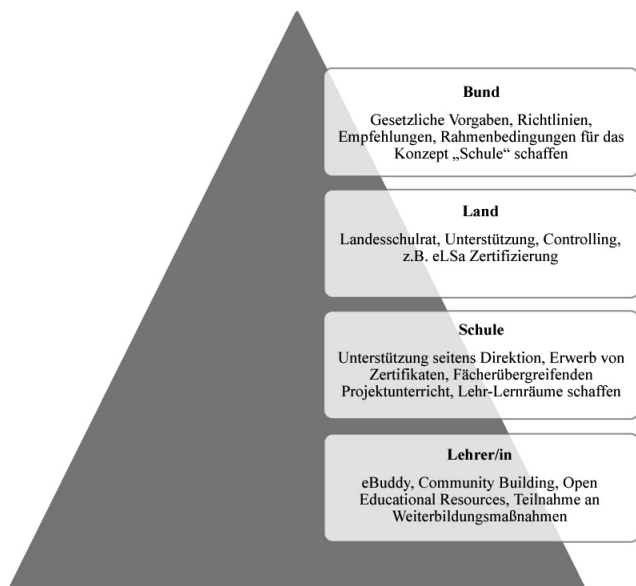 Bund
Gesetzliche Vorgaben, Richtlinien,
Empfehlungen, Rahmenbedingungen für das
Konzept „Schule“ schaffen
Land
Landesschulrat, Unterstützung, Controlling,
z.B. eLSa Zertifizierung
Schule
Unterstützung seitens Direktion, Erwerb von
Zertifikaten, Fächerübergreifenden
Projektunterricht, Lehr-Lernräume schaffen
Lehrer/in
eBuddy, Community Building, Open
Educational Resources, Teilnahme an
Weiterbildungsmaßnahmen